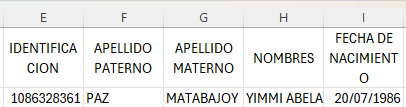 E F G H I
IDENTIFICA
CION
APELLIDO
PATERNO
APELLIDO
MATERNO
NOMBRES
FECHA DE
NACIMIENT
O
1086328361 PAZ MATABAJOY YIMMI ABELA 20/07/1986